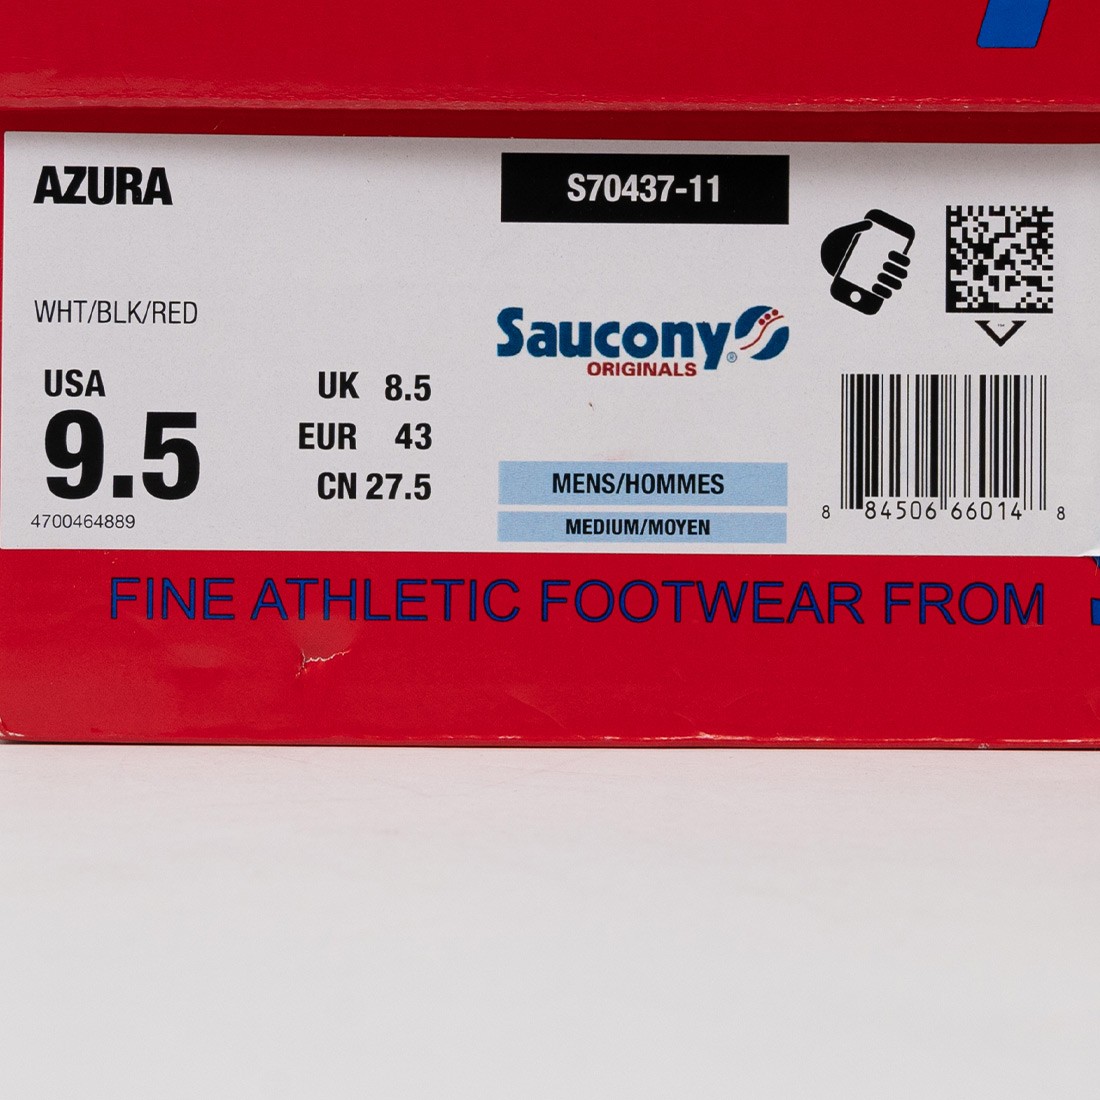 AZURA
S70437-11
WHT/BLK/RED
Saucony®
ORIGINALS
USA
9.5
UK 8.5
EUR 43
CN 27.5
4700464889
MENS/HOMMES
MEDIUM/MOYEN
8 84506 66014 8
FINE ATHLETIC FOOTWEAR FROM